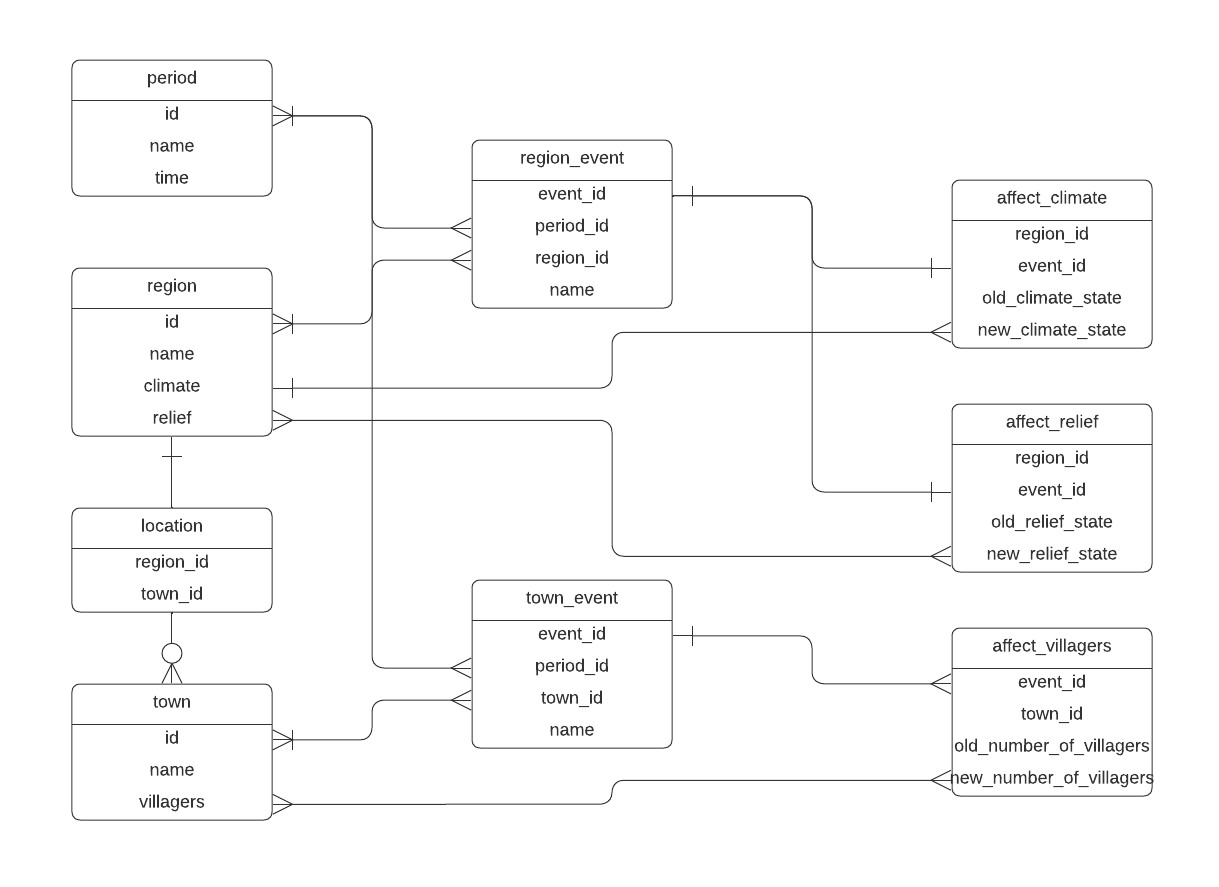 period
id
name
time
region
id
name
climate
relief
location
region_id
town_id
town
id
name
villagers
region_event
event_id
period_id
region_id
name
town_event
event_id
period_id
town_id
name
affect_climate
region_id
event_id
old_climate_state
new_climate_state
affect_relief
region_id
event_id
old_relief_state
new_relief_state
affect_villagers
event_id
town_id
old_number_of_villagers
new_number_of_villagers